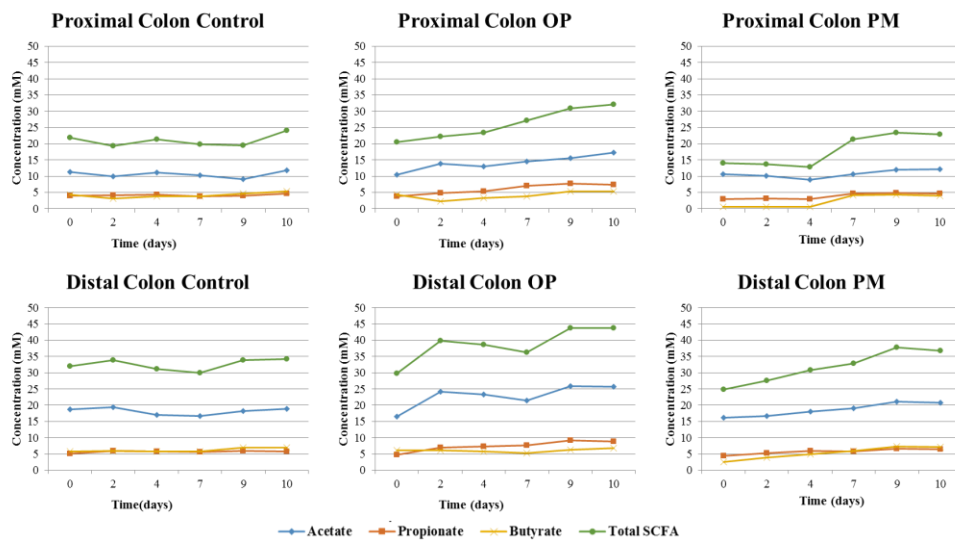 Proximal Colon Control
50
45
40
35
30
25
20
15
10
5
0
Concentration (mM)
0 2 4 7 9 10
Time (days)
Proximal Colon OP
50
45
40
35
30
25
20
15
10
5
0
Concentration (mM)
0 2 4 7 9 10
Time (days)
Proximal Colon PM
50
45
40
35
30
25
20
15
10
5
0
Concentration (mM)
0 2 4 7 9 10
Time (days)
Distal Colon Control
50
45
40
35
30
25
20
15
10
5
0
Concentration (mM)
0 2 4 7 9 10
Time(days)
Distal Colon OP
50
45
40
35
30
25
20
15
10
5
0
Concentration (mM)
0 2 4 7 9 10
Time (days)
Distal Colon PM
50
45
40
35
30
25
20
15
10
5
0
Concentration (mM)
0 2 4 7 9 10
Time (days)
Acetate Propionate Butyrate Total SCFA